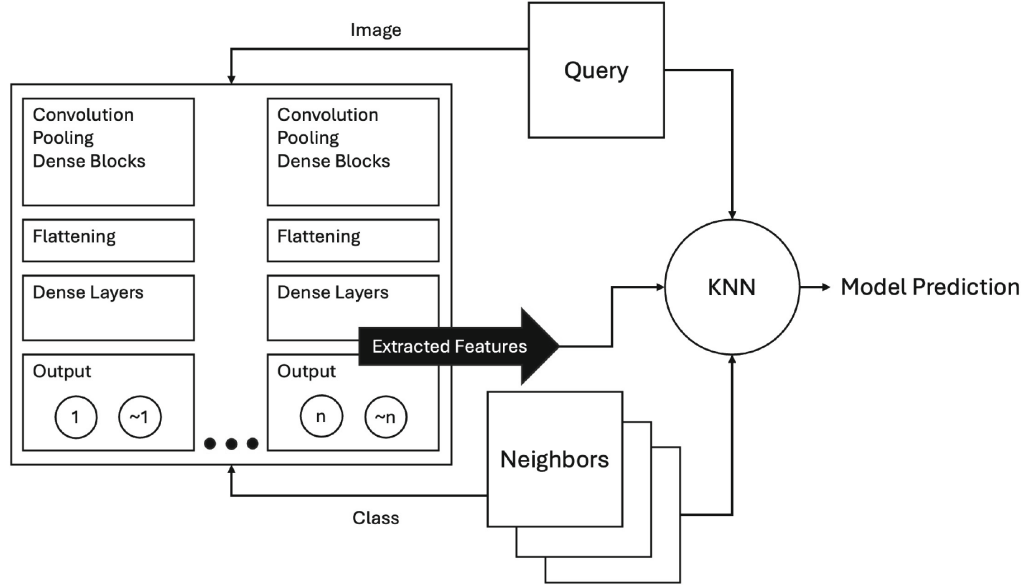 Image
Query
Convolution
Pooling
Dense Blocks
Flattening
Dense Layers
Output
1
~1
Convolution
Pooling
Dense Blocks
Flattening
Dense Layers
Extracted Features
Output
n
~n
KNN
Model Prediction
Neighbors
Class